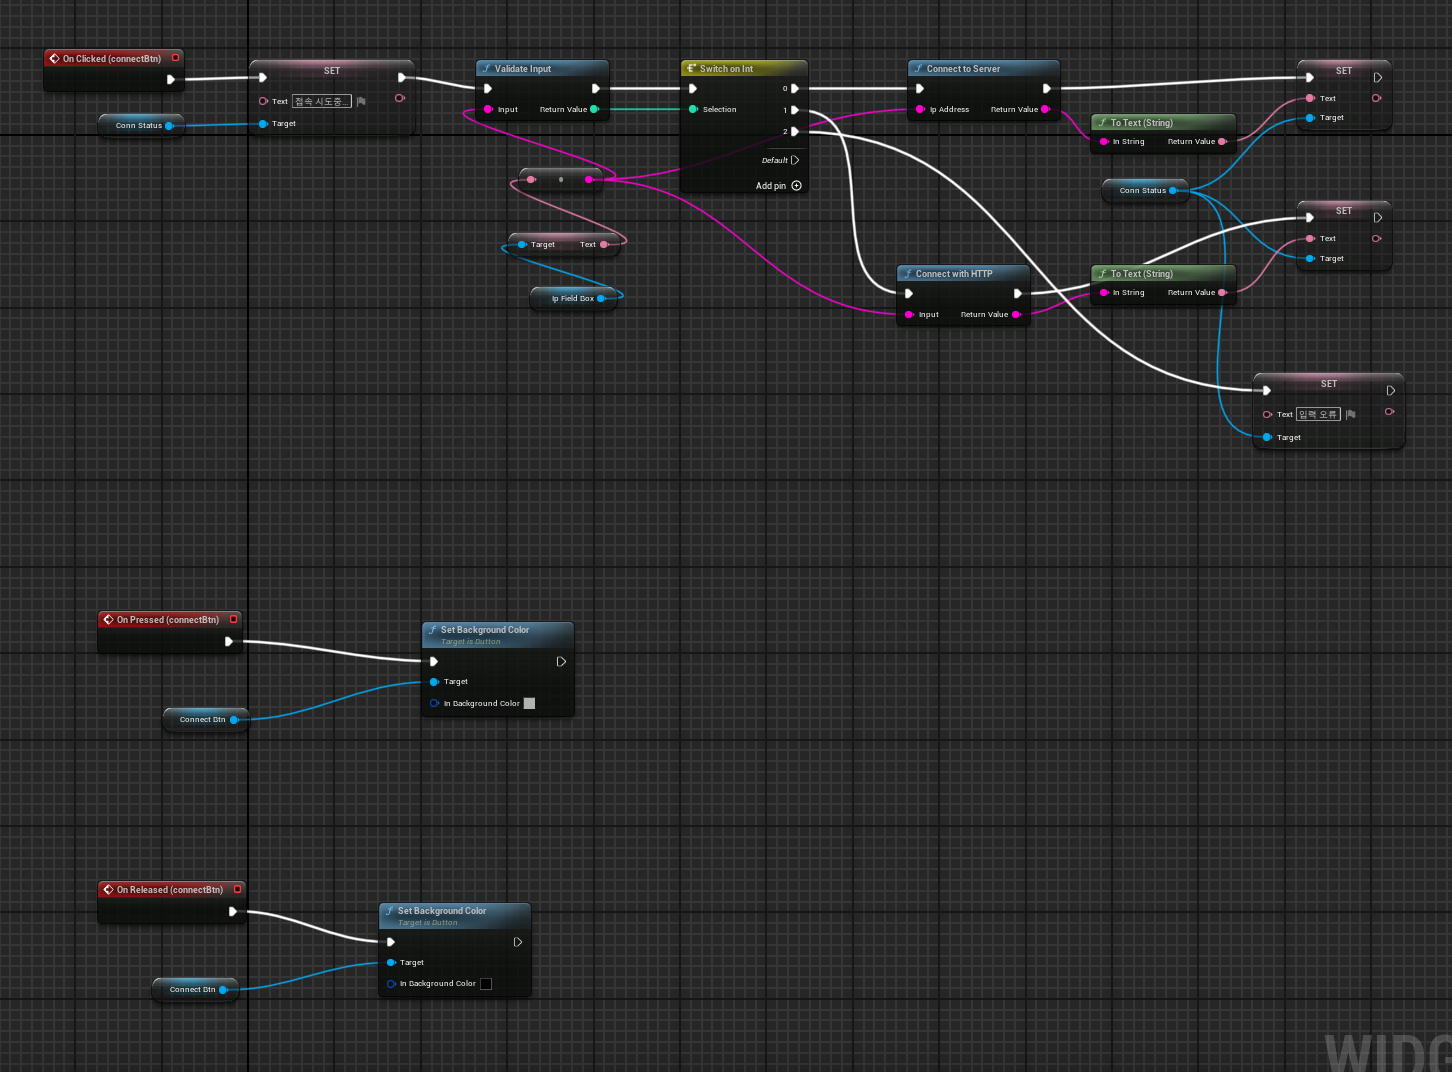 On Clicked (connectBtn)
SET
Text 접속 시도중...
Target
Conn Status
Validate Input
Input Return Value
Target Text
Ip Field Box
Switch on Int
Selection
0
1
2
Default
Add pin
Connect to Server
Ip Address Return Value
To Text (String)
In String Return Value
SET
Text
Target
Conn Status
SET
Text
Target
Connect with HTTP
Input Return Value
To Text (String)
In String Return Value
SET
Text 입력 오류
Target
On Pressed (connectBtn)
Connect Btn
Set Background Color
Target is Button
Target
In Background Color
On Released (connectBtn)
Connect Btn
Set Background Color
Target is Button
Target
In Background Color
WIDG